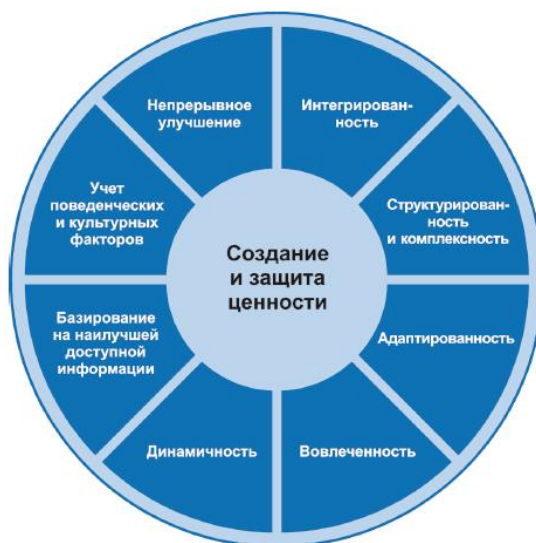 Непрерывное
улучшение
Интегрирован-
ность
Учет
поведенческих
и культурных
факторов
Структурирован-
ность
и комплексность
Создание
и защита
ценности
Базирование
на наилучшей
доступной
информации
Адаптированность
Динамичность
Вовлеченность